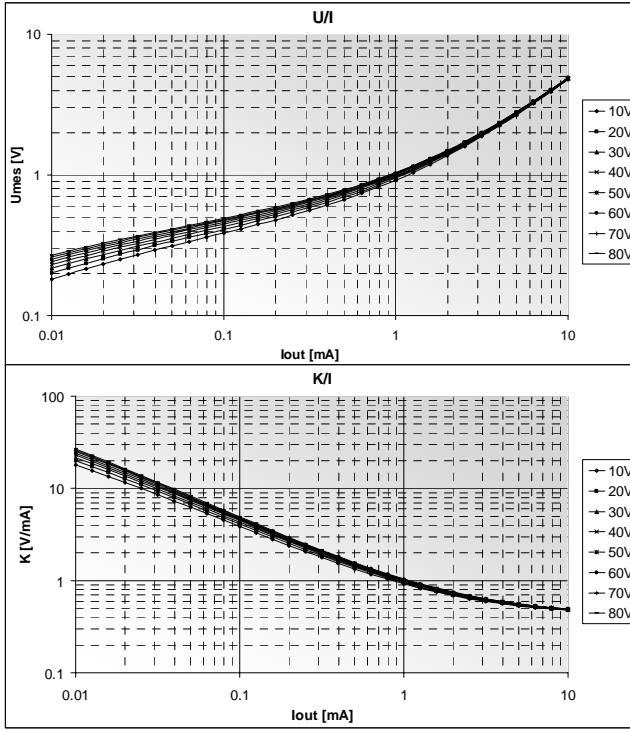 U/I
10
1
0.1
Umes [V]
0.01
0.1
1
10
Iout [mA]
10V
20V
30V
40V
50V
60V
70V
80V
K/I
100
10
1
0.1
K [V/mA]
0.01
0.1
1
10
Iout [mA]
10V
20V
30V
40V
50V
60V
70V
80V